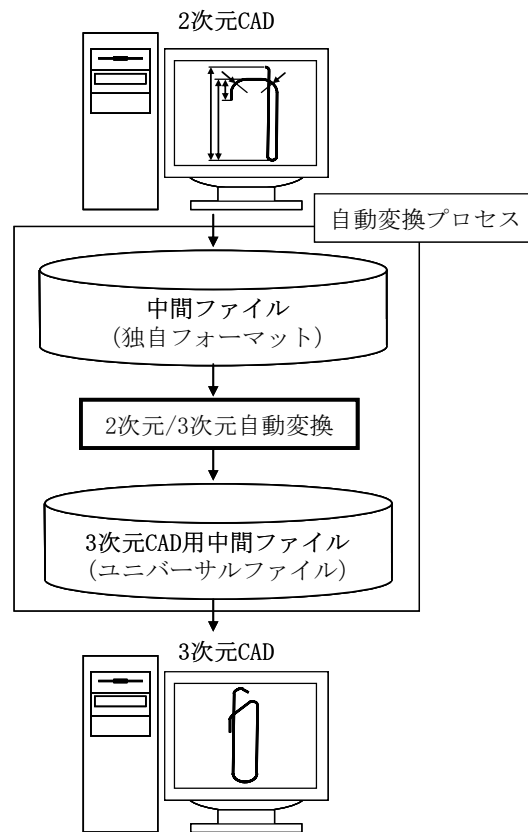 2次元CAD
自動変換プロセス
中間ファイル
(独自フォーマット)
2次元/3次元自動変換
3次元CAD用中間ファイル
(ユニバーサルファイル)
3次元CAD